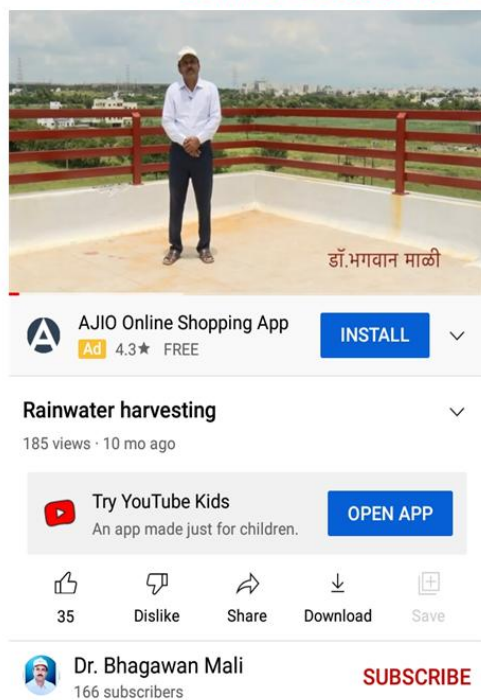 डॉ.भगवान माळी
AJIO Online Shopping App
INSTALL
Ad 4.3★ FREE
Rainwater harvesting
185 views · 10 mo ago
Try YouTube Kids
An app made just for children.
OPEN APP
35 Dislike Share Download Save
Dr. Bhagawan Mali
166 subscribers
SUBSCRIBE